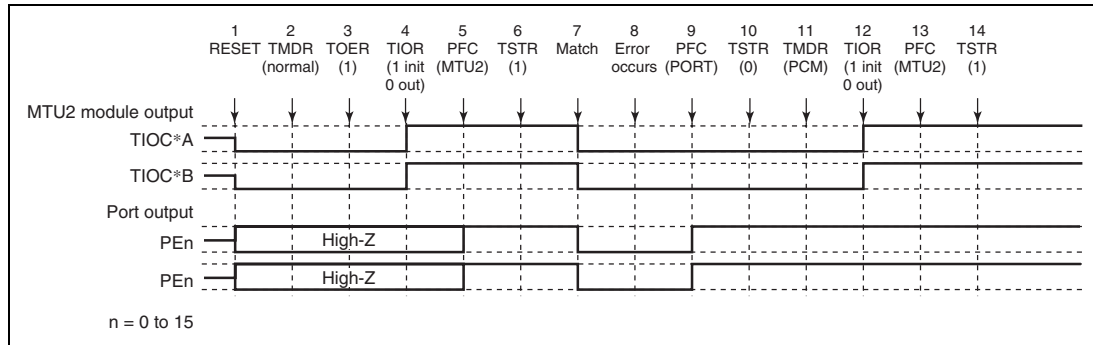 1 2 3 4 5 6 7 8 9 10 11 12 13 14
RESET TMDR TOER TIOR PFC TSTR Match Error PFC TSTR TMDR TIOR PFC TSTR
(normal) (1) (1 init (MTU2) (1) occurs (PORT) (0) (PCM) (1 init (MTU2) (1)
0 out) 0 out)
MTU2 module output
TIOC*A
TIOC*B
Port output
PEn High-Z
PEn High-Z
n = 0 to 15